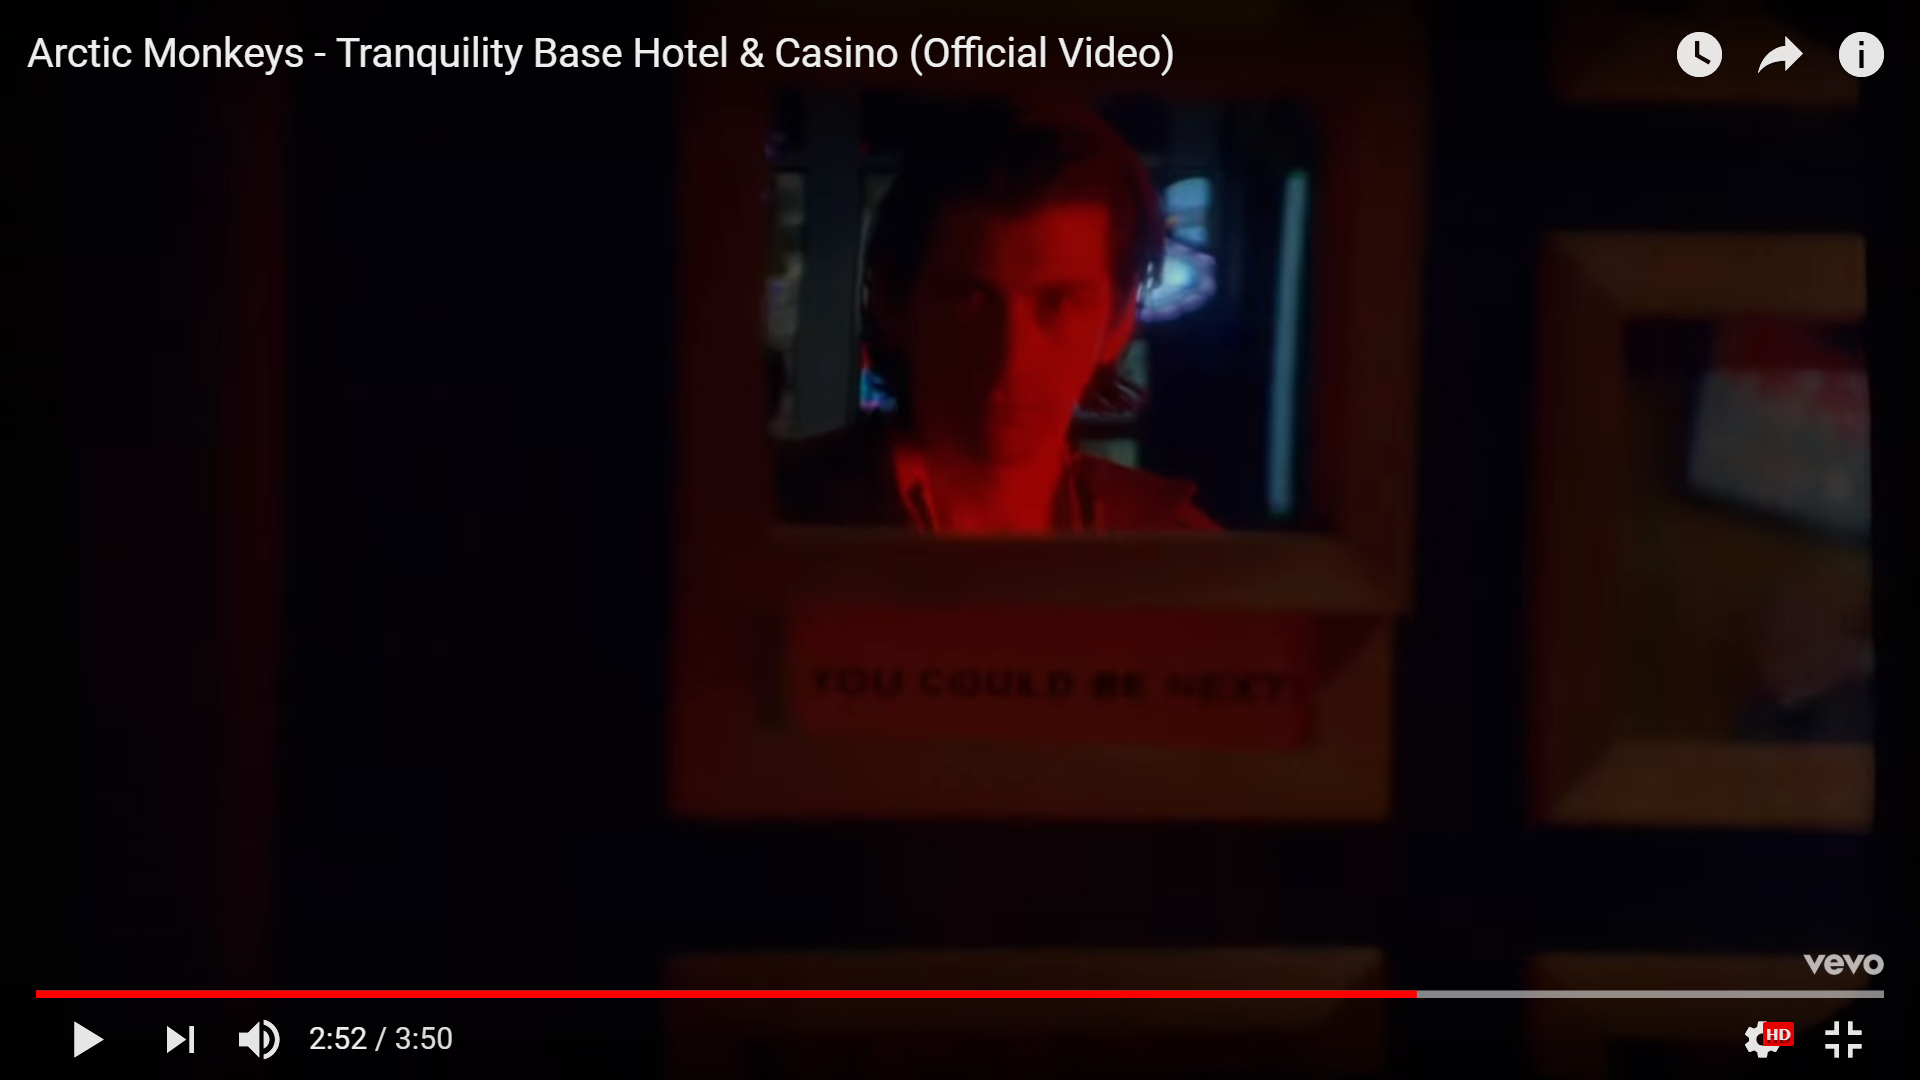 Arctic Monkeys - Tranquility Base Hotel & Casino (Official Video)
YOU COULD BE NEXT
vevo
2:52 / 3:50
HD